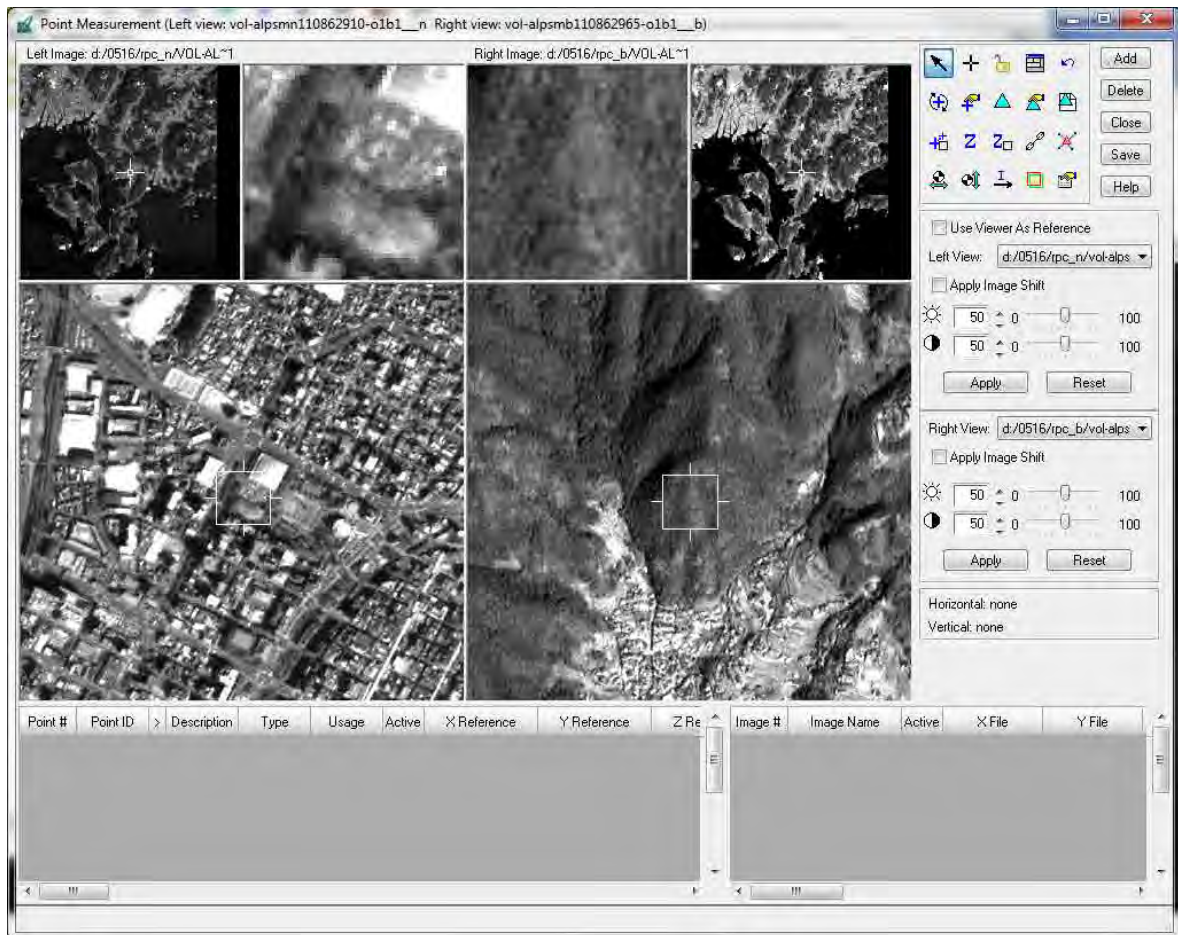 Point Measurement (Left view: vol-alpsmn110862910-o1b1__n Right view: vol-alpsmb110862965-o1b1__b)
Left Image: d:/0516/rpc_n/VOL-AL~1
Right Image: d:/0516/rpc_b/VOL-AL~1
Add
Delete
Close
Save
Help
Use Viewer As Reference
Left View: d:/0516/rpc_n/vol-alps
Apply Image Shift
50 0 100
50 0 100
Apply Reset
Right View: d:/0516/rpc_b/vol-alps
Apply Image Shift
50 0 100
50 0 100
Apply Reset
Horizontal: none
Vertical: none
Point # Point ID > Description Type Usage Active X Reference Y Reference Z Re
Image # Image Name Active X File Y File